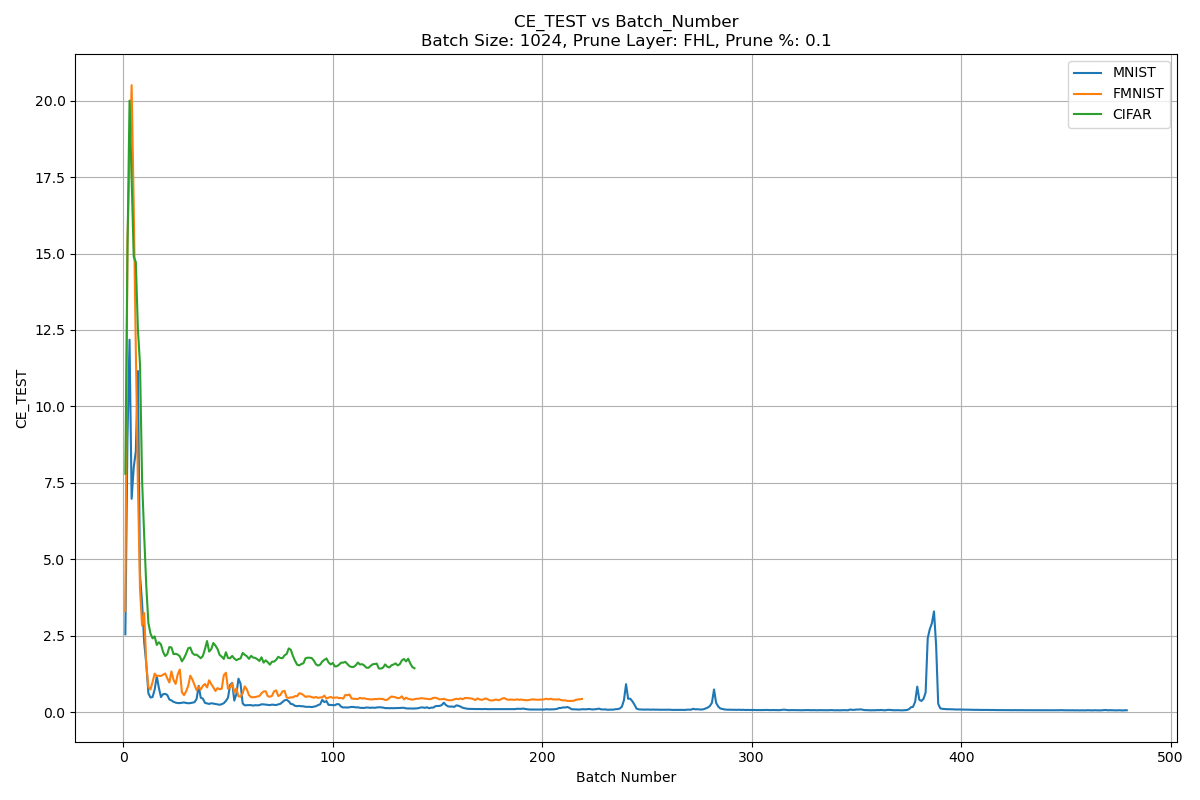 CE_TEST vs Batch_Number
Batch Size: 1024, Prune Layer: FHL, Prune %: 0.1
MNIST
FMNIST
CIFAR
20.0
17.5
15.0
12.5
10.0
7.5
5.0
2.5
0.0
CE_TEST
0 100 200 300 400 500
Batch Number